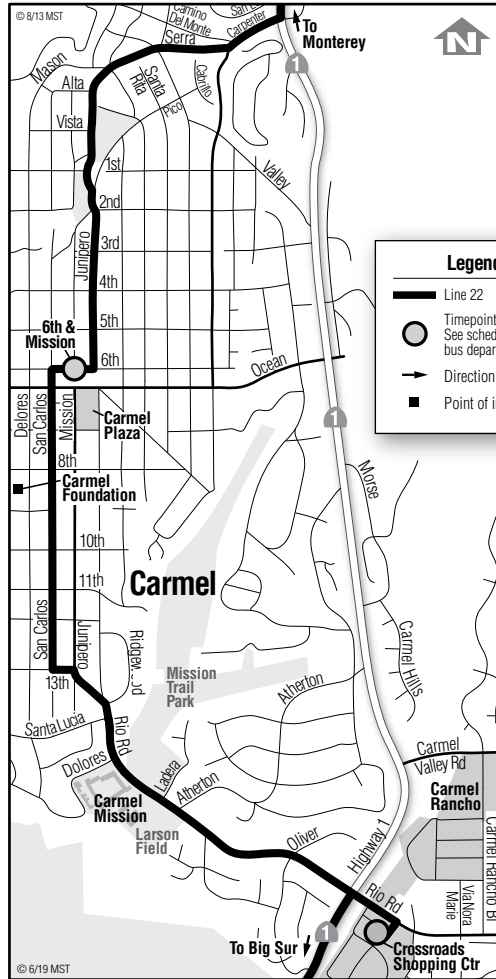 © 8/13 MST
Camino
Del Monte
San L
Carpenter
To
Monterey
N
1
Serra
Mason
Alta
Santa
Rita
Cabrillo
Pico
Vista
Valley
1st
2nd
Junipero
3rd
4th
5th
6th &
Mission
6th
Ocean
Legend
Line 22
Timepoint
See sched
bus depar
Direction
Point of in
1
Delores
San Carlos
Mission
Carmel
Plaza
8th
Carmel
Foundation
Morse
10th
11th
Carmel
San Carlos
Junipero
Ridgewood
Mission
Trail
Park
Carmel Hills
13th
Atherton
Santa Lucia
Rio Rd
Dolores
Ladera
Carmel
Valley Rd
Carmel
Rancho
Carmel
Mission
Atherton
Larson
Field
Oliver
Highway 1
Rio Rd
Via Nora
Marie
Carmel Rancho Bl
To Big Sur
1
Crossroads
Shopping Ctr
© 6/19 MST